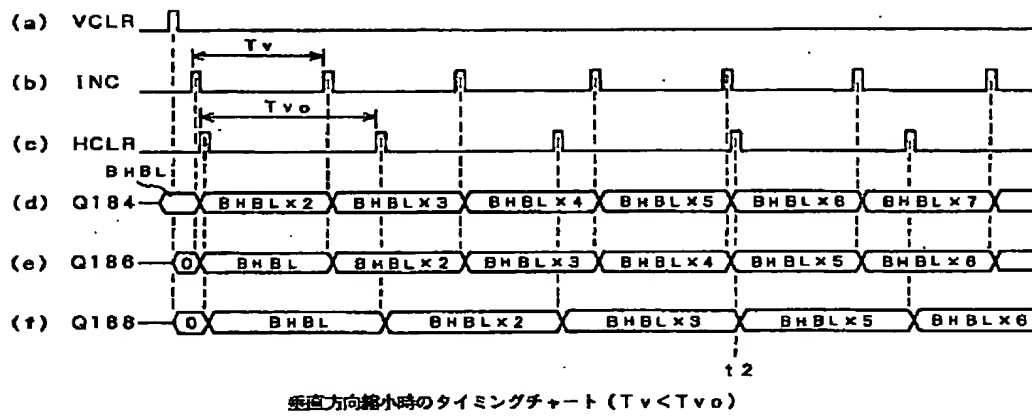 (a) VCLR
Tv
(b) INC
Tvo
(c) HCLR
BHBL
(d) Q184 BHBL×2 BHBL×3 BHBL×4 BHBL×5 BHBL×6 BHBL×7
(e) Q186 0 BHBL BHBL×2 BHBL×3 BHBL×4 BHBL×5 BHBL×6
(f) Q188 0 BHBL BHBL×2 BHBL×3 BHBL×5 BHBL×6
t2
垂直方向縮小時のタイミングチャート (Tv<Tvo)